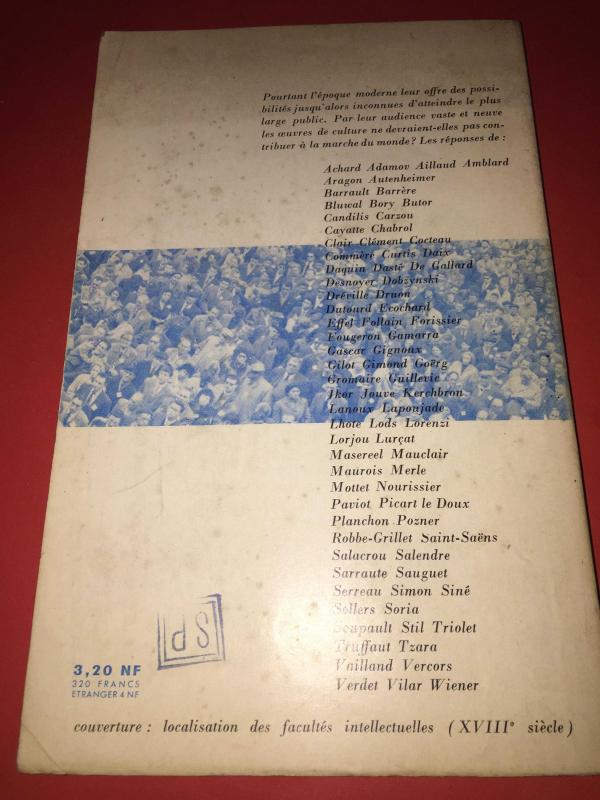 Pourtant l'époque moderne leur offre des possi-
bilités jusqu'alors inconnues d'atteindre le plus
large public. Par leur audience vaste et neuve
les œuvres de culture ne devraient-elles pas con-
tribuer à la marche du monde? Les réponses de :
Achard Adamov Aillaud Amblard
Aragon Autenheimer
Barrault Barrère
Bluwal Bory Butor
Candilis Carzou
Cayatte Chabrol
Clair Clément Cocteau
Commère Curtis Daix
Daquin Dasté De Gallard
Desnoyer Dobzynski
Dréville Druon
Dutourd Ecochard
Effel Follain Forissier
Fougeron Gamarra
Gascar Gignoux
Gilot Gimond Goërg
Gromaire Guillevic
Ikor Jouve Kerchbron
Lanoux Laponjade
Lhote Lods Lorenzi
Lorjou Lurçat
Masereel Mauclair
Maurois Merle
Mottet Nourissier
Paviot Picart le Doux
Planchon Pozner
Robbe-Grillet Saint-Saëns
Salacrou Salendre
Sarraute Sauguet
Serreau Simon Siné
Sollers Soria
Soupault Stil Triolet
Truffaut Tzara
Vailland Vercors
Verdet Vilar Wiener
SP
3,20 NF
320 FRANCS
ETRANGER 4 NF
couverture : localisation des facultés intellectuelles (XVIIIe siècle)